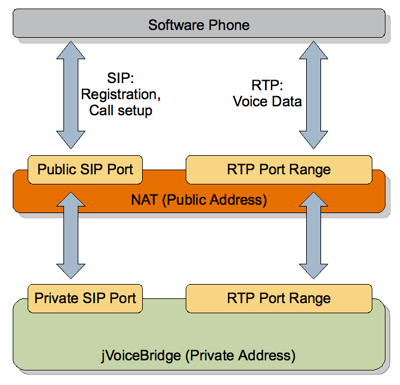 Software Phone
SIP:
Registration,
Call setup
RTP:
Voice Data
Public SIP Port
RTP Port Range
NAT (Public Address)
Private SIP Port
RTP Port Range
jVoiceBridge (Private Address)